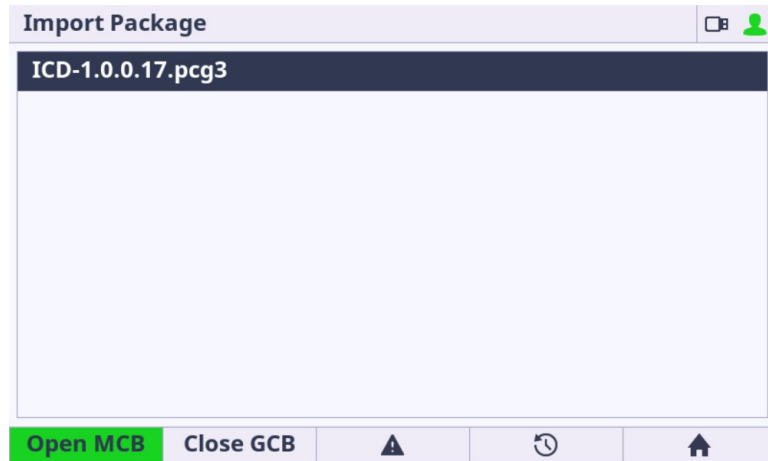 Import Package
ICD-1.0.0.17.pcg3
Open MCB Close GCB